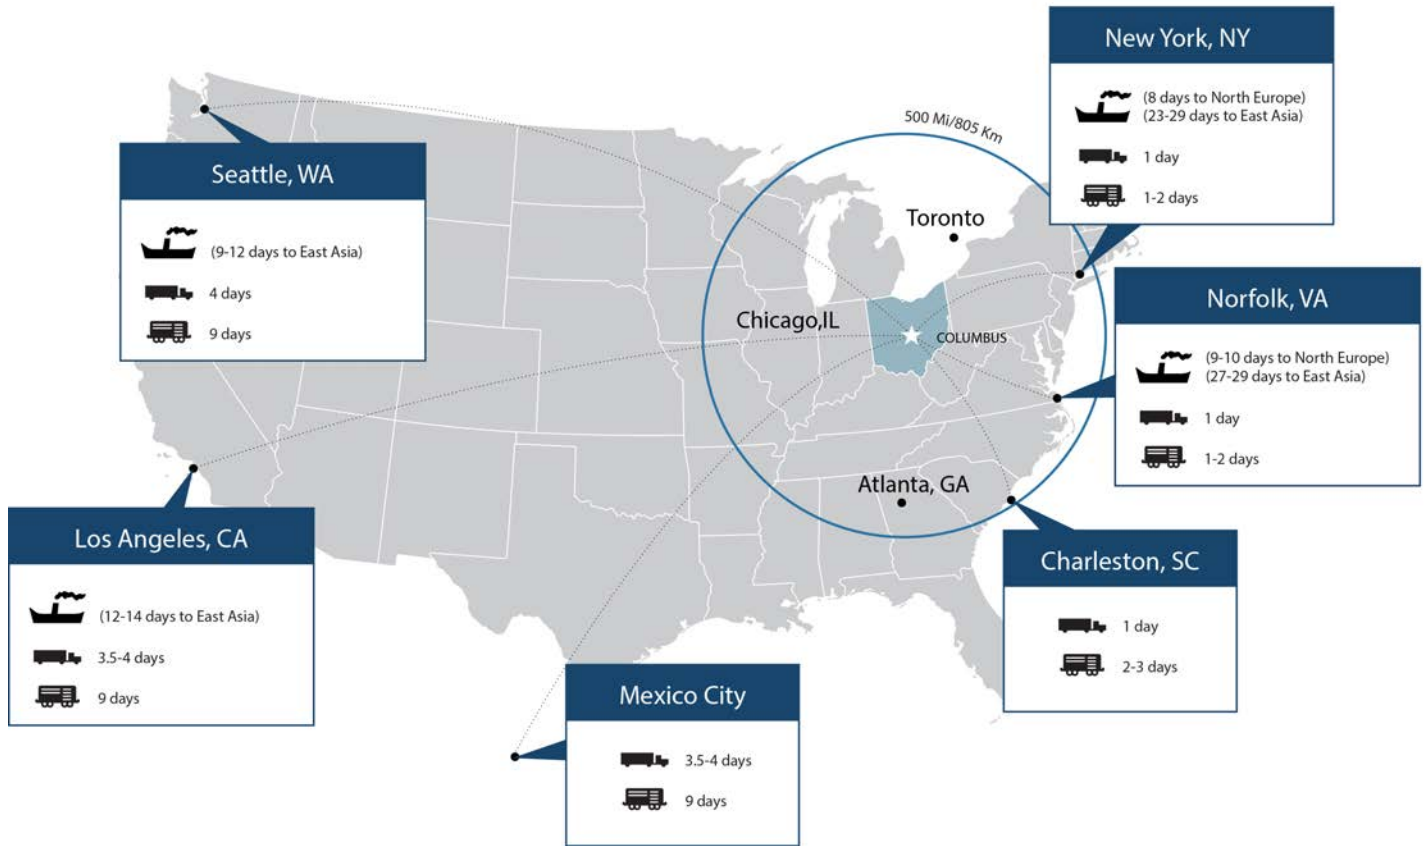 New York, NY
(8 days to North Europe)
(23-29 days to East Asia)
1 day
1-2 days
500 Mi/805 Km
Seattle, WA
(9-12 days to East Asia)
4 days
9 days
Toronto
Chicago,IL
COLUMBUS
Norfolk, VA
(9-10 days to North Europe)
(27-29 days to East Asia)
1 day
1-2 days
Atlanta, GA
Los Angeles, CA
(12-14 days to East Asia)
3.5-4 days
9 days
Charleston, SC
1 day
2-3 days
Mexico City
3.5-4 days
9 days